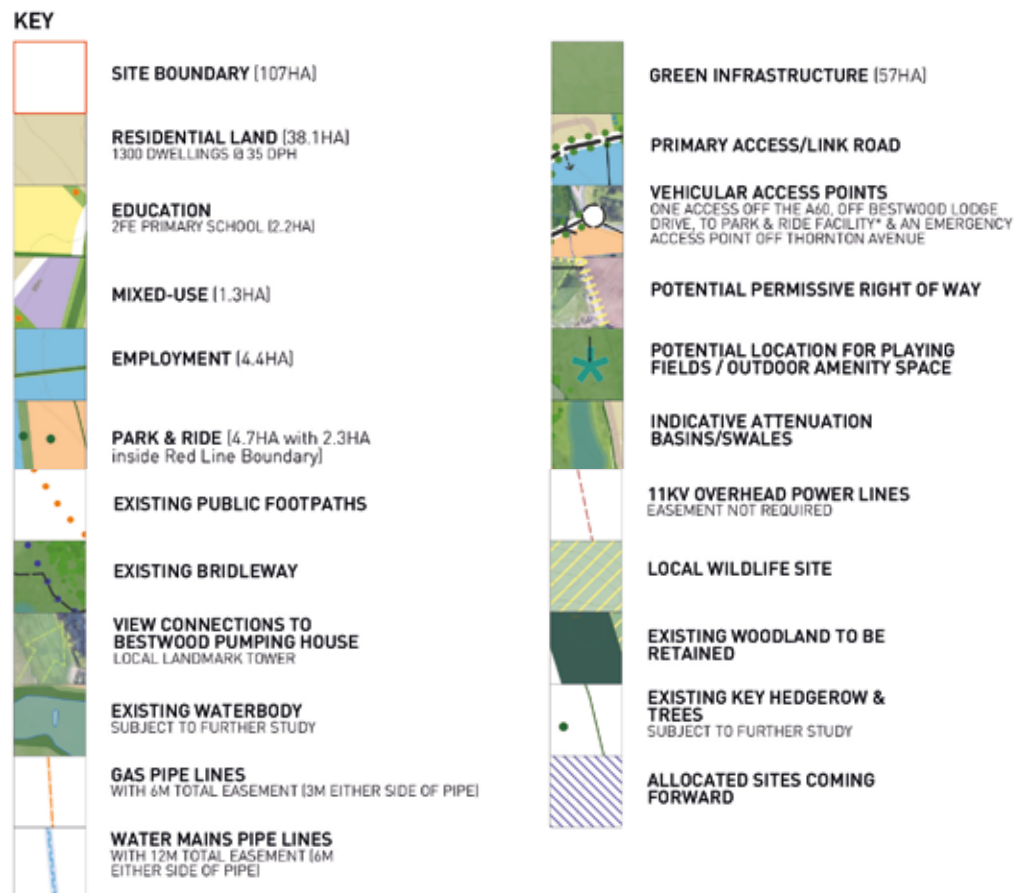 KEY
SITE BOUNDARY (107HA)
RESIDENTIAL LAND (38.1HA)
1300 DWELLINGS @ 35 DPH
EDUCATION
2FE PRIMARY SCHOOL (2.2HA)
MIXED-USE (1.3HA)
EMPLOYMENT (4.4HA)
PARK & RIDE (4.7HA with 2.3HA
inside Red Line Boundary)
EXISTING PUBLIC FOOTPATHS
EXISTING BRIDLEWAY
VIEW CONNECTIONS TO
BESTWOOD PUMPING HOUSE
LOCAL LANDMARK TOWER
EXISTING WATERBODY
SUBJECT TO FURTHER STUDY
GAS PIPE LINES
WITH 6M TOTAL EASEMENT (3M EITHER SIDE OF PIPE)
WATER MAINS PIPE LINES
WITH 12M TOTAL EASEMENT (6M
EITHER SIDE OF PIPE)
GREEN INFRASTRUCTURE (57HA)
PRIMARY ACCESS/LINK ROAD
VEHICULAR ACCESS POINTS
ONE ACCESS OFF THE A60, OFF BESTWOOD LODGE
DRIVE, TO PARK & RIDE FACILITY* & AN EMERGENCY
ACCESS POINT OFF THORNTON AVENUE
POTENTIAL PERMISSIVE RIGHT OF WAY
POTENTIAL LOCATION FOR PLAYING
FIELDS / OUTDOOR AMENITY SPACE
INDICATIVE ATTENUATION
BASINS/SWALES
11KV OVERHEAD POWER LINES
EASEMENT NOT REQUIRED
LOCAL WILDLIFE SITE
EXISTING WOODLAND TO BE
RETAINED
EXISTING KEY HEDGEROW &
TREES
SUBJECT TO FURTHER STUDY
ALLOCATED SITES COMING
FORWARD